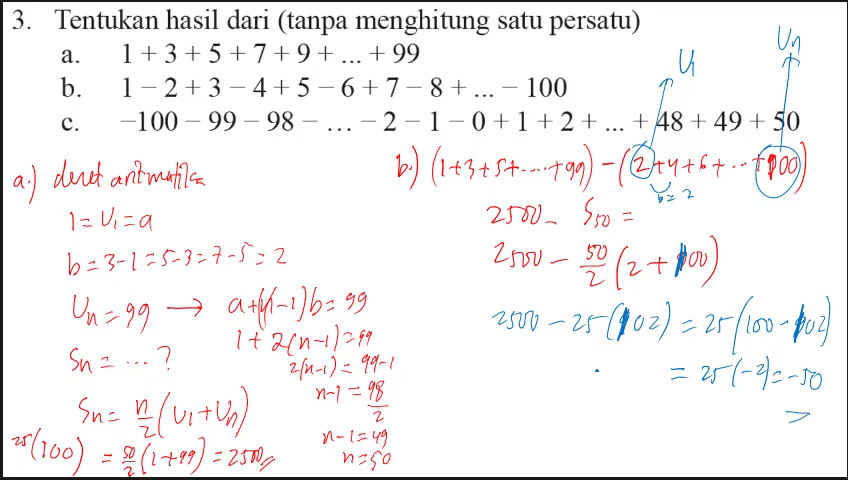 3. Tentukan hasil dari (tanpa menghitung satu persatu)
a. 1 + 3 + 5 + 7 + 9 + ... + 99
b. 1 − 2 + 3 − 4 + 5 − 6 + 7 − 8 + ... − 100
c. −100 − 99 − 98 − ... − 2 − 1 − 0 + 1 + 2 + ... + 48 + 49 + 50
U₁
Uₙ
a.) deret aritmatika
1 = U₁ = a
b = 3-1 = 5-3 = 7-5 = 2
Uₙ = 99 → a+(n-1)b = 99
1 + 2(n-1) = 99
2(n-1) = 99-1
n-1 = 98/2
n-1 = 49
n = 50
Sn = ... ?
Sn = n/2 (U₁ + Uₙ)
= 50/2 (1+99) = 2500
25(100)
b.) (1+3+5+....+99) - (2+4+6+...+100)
b = 2
2500 - S₅₀ =
2500 - 50/2 (2+100)
2500 - 25(102) = 25(100-102)
= 25(-2) = -50